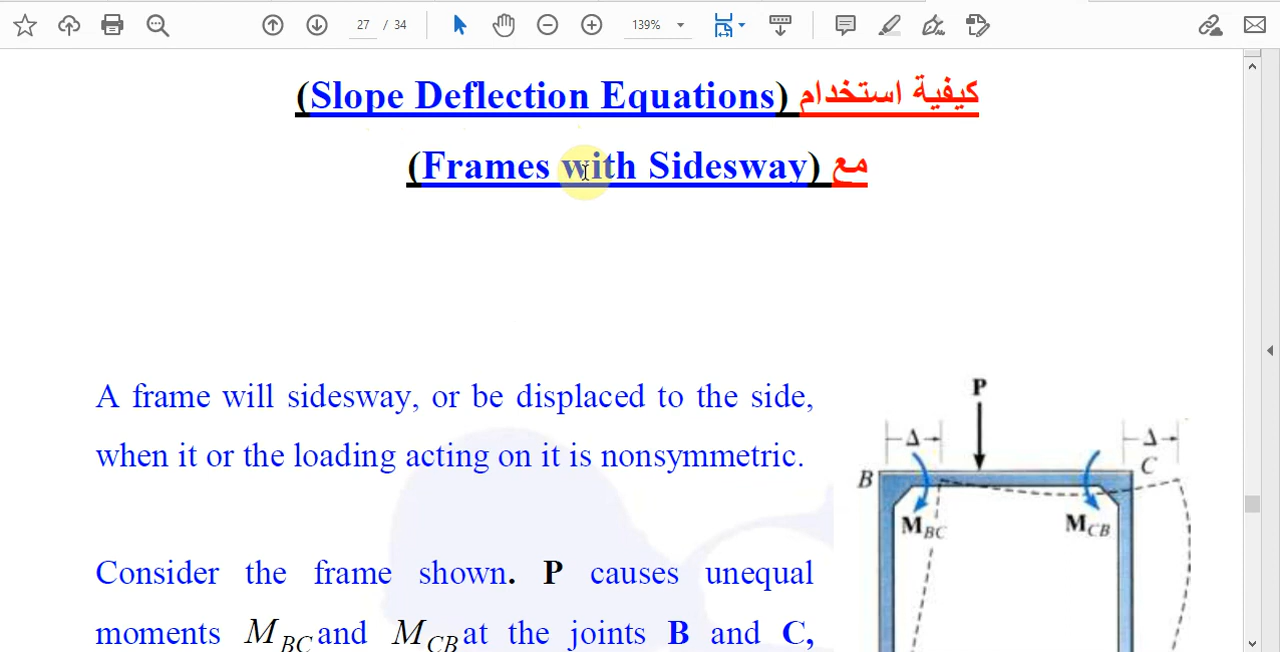 27 / 34
139%
كيفية استخدام (Slope Deflection Equations)
مع (Frames with Sidesway)
A frame will sidesway, or be displaced to the side,
when it or the loading acting on it is nonsymmetric.
Consider the frame shown. P causes unequal
moments M_BC and M_CB at the joints B and C,
P
Δ Δ
B C
M_BC M_CB